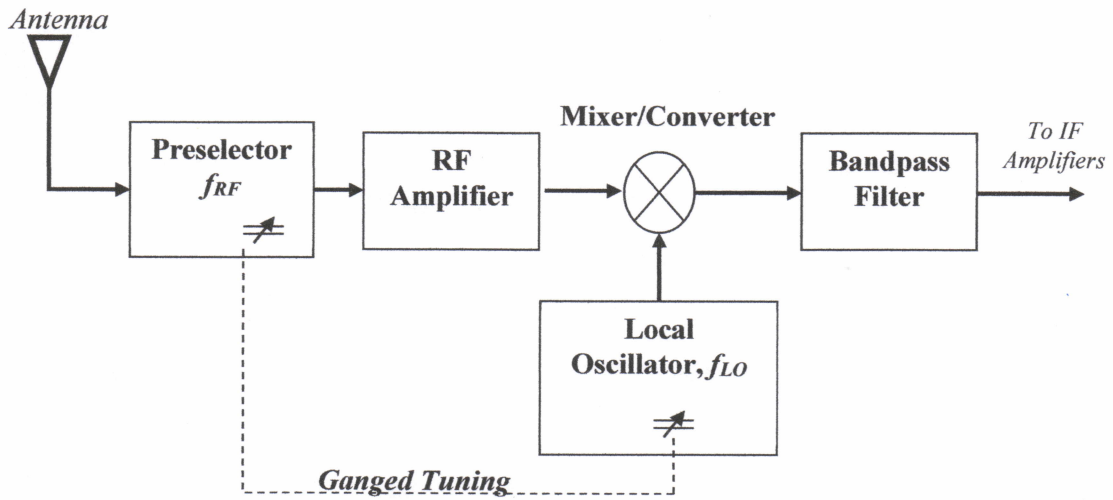 Antenna
Preselector
fRF
RF
Amplifier
Mixer/Converter
Bandpass
Filter
To IF
Amplifiers
Local
Oscillator, fLO
Ganged Tuning